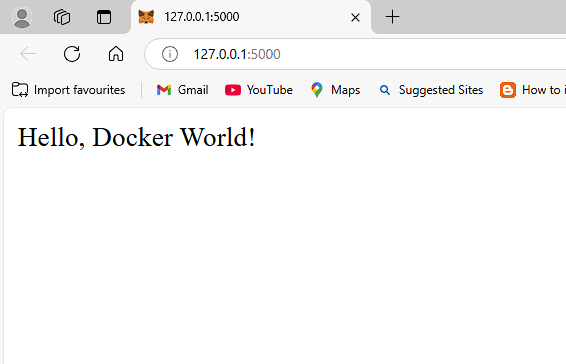 127.0.0.1:5000
127.0.0.1:5000
Import favourites Gmail YouTube Maps Suggested Sites How to i
Hello, Docker World!